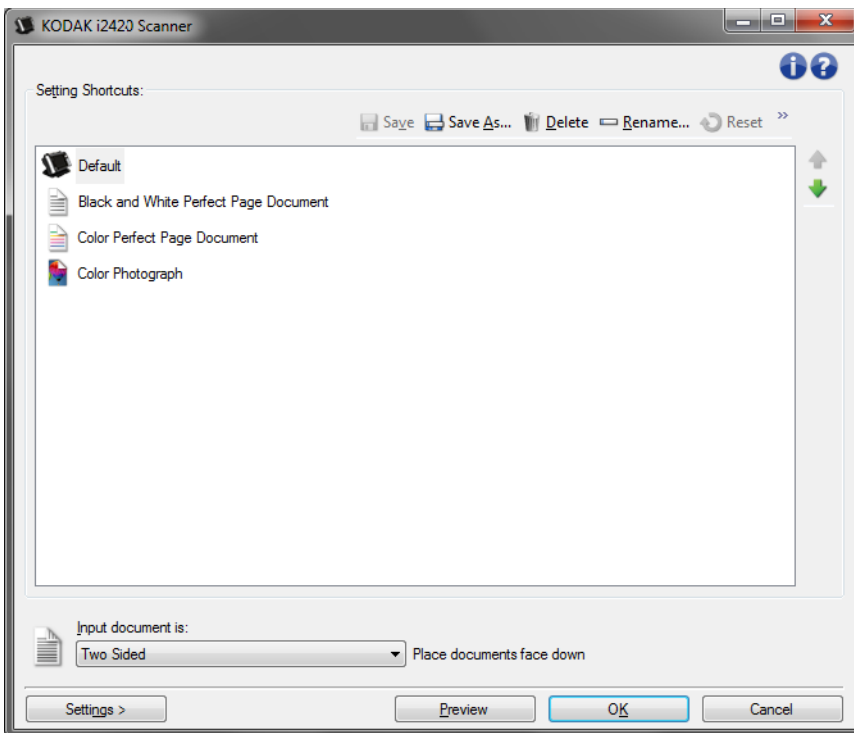 KODAK i2420 Scanner
Setting Shortcuts:
Save Save As... Delete Rename... Reset »
Default
Black and White Perfect Page Document
Color Perfect Page Document
Color Photograph
Input document is:
Two Sided Place documents face down
Settings > Preview OK Cancel